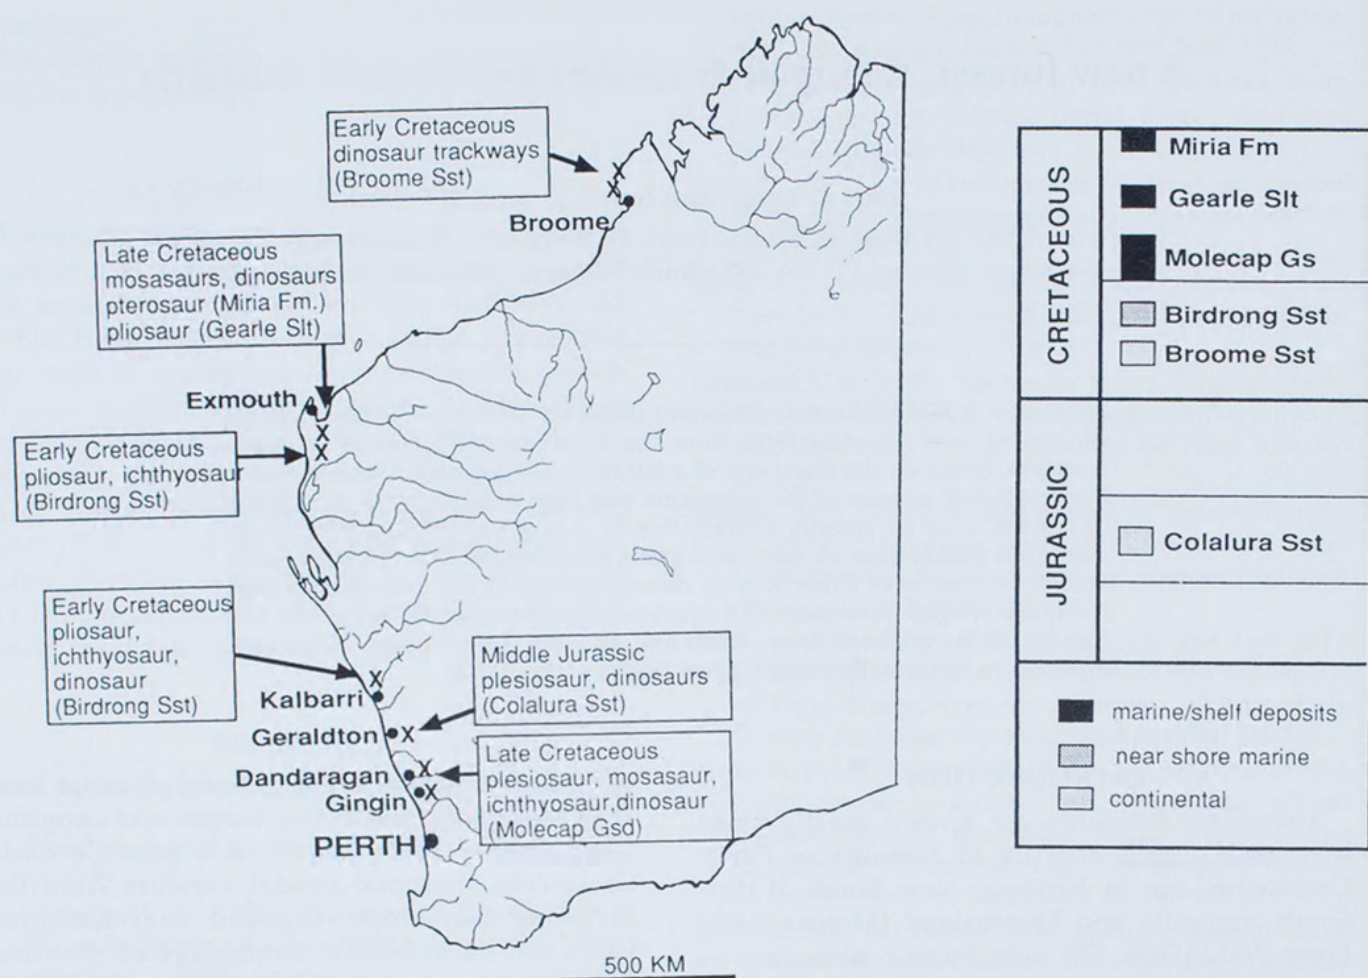 Early Cretaceous
dinosaur trackways
(Broome Sst)
Broome
Late Cretaceous
mosasaurs, dinosaurs
pterosaur (Miria Fm.)
pliosaur (Gearle Slt)
Exmouth
Early Cretaceous
pliosaur, ichthyosaur
(Birdrong Sst)
Early Cretaceous
pliosaur,
ichthyosaur,
dinosaur
(Birdrong Sst)
Kalbarri
Middle Jurassic
plesiosaur, dinosaurs
(Colalura Sst)
Geraldton
Dandaragan
Gingin
Late Cretaceous
plesiosaur, mosasaur,
ichthyosaur,dinosaur
(Molecap Gsd)
PERTH
500 KM
CRETACEOUS
Miria Fm
Gearle Slt
Molecap Gs
Birdrong Sst
Broome Sst
JURASSIC
Colalura Sst
marine/shelf deposits
near shore marine
continental